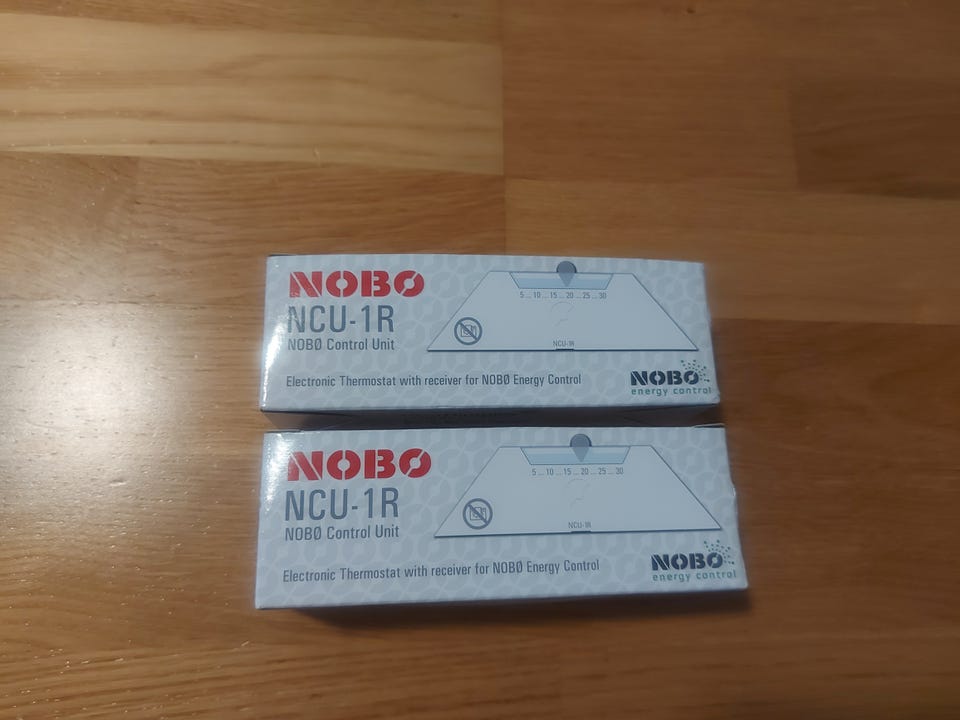 NOBØ
NCU-1R
NOBØ Control Unit
5 ... 10 ... 15 ... 20 ... 25 ... 30
NCU-1R
Electronic Thermostat with receiver for NOBØ Energy Control
NOBØ
energy control
NOBØ
NCU-1R
NOBØ Control Unit
5 ... 10 ... 15 ... 20 ... 25 ... 30
NCU-1R
Electronic Thermostat with receiver for NOBØ Energy Control
NOBØ
energy control